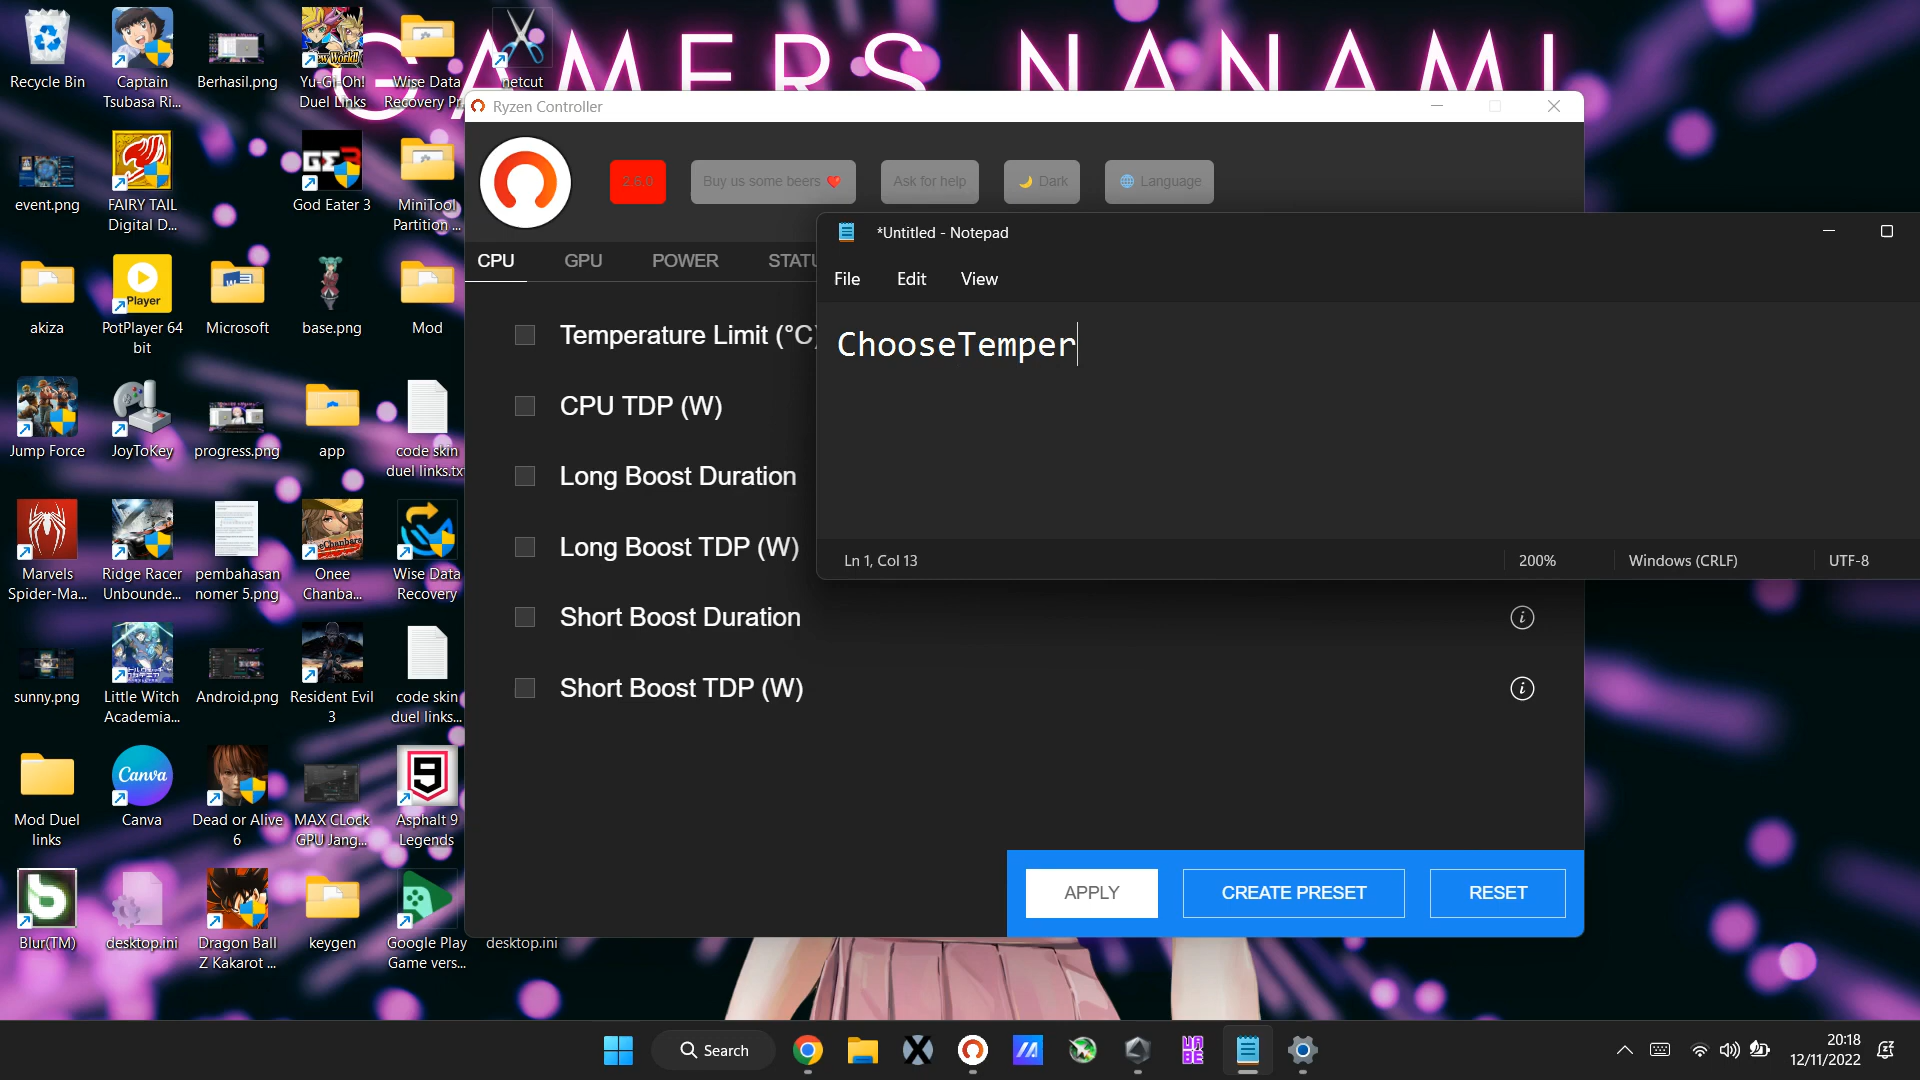 GAMERS NANAMI
Recycle Bin
Captain
Tsubasa Ri...
Berhasil.png
Yu-Gi-Oh!
Duel Links
Wise Data
Recovery Pr
netcut
event.png
FAIRY TAIL
Digital D...
God Eater 3
MiniTool
Partition ...
akiza
Player
PotPlayer 64
bit
Microsoft
base.png
Mod
Jump Force
JoyToKey
progress.png
app
code skin
duel links.txt
Marvels
Spider-Ma...
Ridge Racer
Unbounde...
pembahasan
nomer 5.png
Onee
Chanba...
Wise Data
Recovery
sunny.png
Little Witch
Academia...
Android.png
Resident Evil
3
code skin
duel links...
Mod Duel
links
Canva
Canva
Dead or Alive
6
MAX CLock
GPU Jang...
9
Asphalt 9
Legends
Blur(TM)
desktop.ini
Dragon Ball
Z Kakarot ...
keygen
Google Play
Game vers...
desktop.ini
Ryzen Controller
2.6.0
Buy us some beers ❤️
Ask for help
🌙 Dark
🌐 Language
CPU
GPU
POWER
STATU
Temperature Limit (°C)
CPU TDP (W)
Long Boost Duration
Long Boost TDP (W)
Short Boost Duration
Short Boost TDP (W)
APPLY
CREATE PRESET
RESET
*Untitled - Notepad
File
Edit
View
ChooseTemper
Ln 1, Col 13
200%
Windows (CRLF)
UTF-8
Search
20:18
12/11/2022